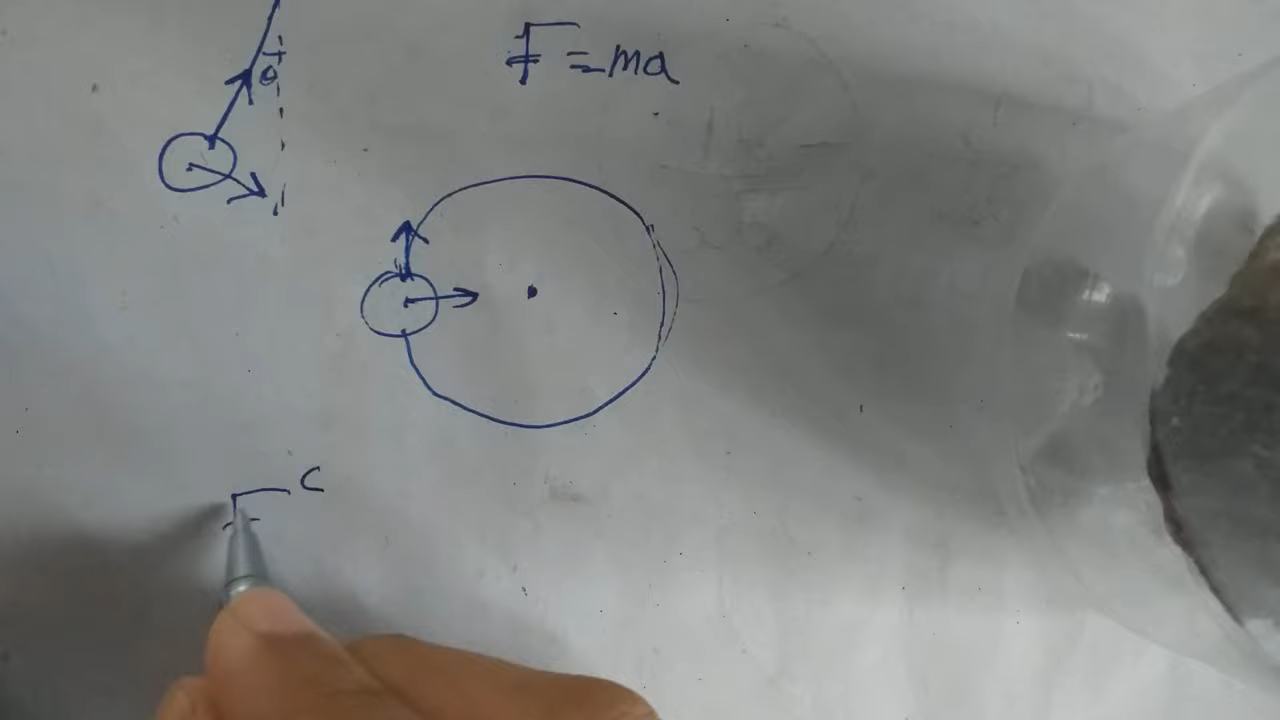 θ
F = ma
F C